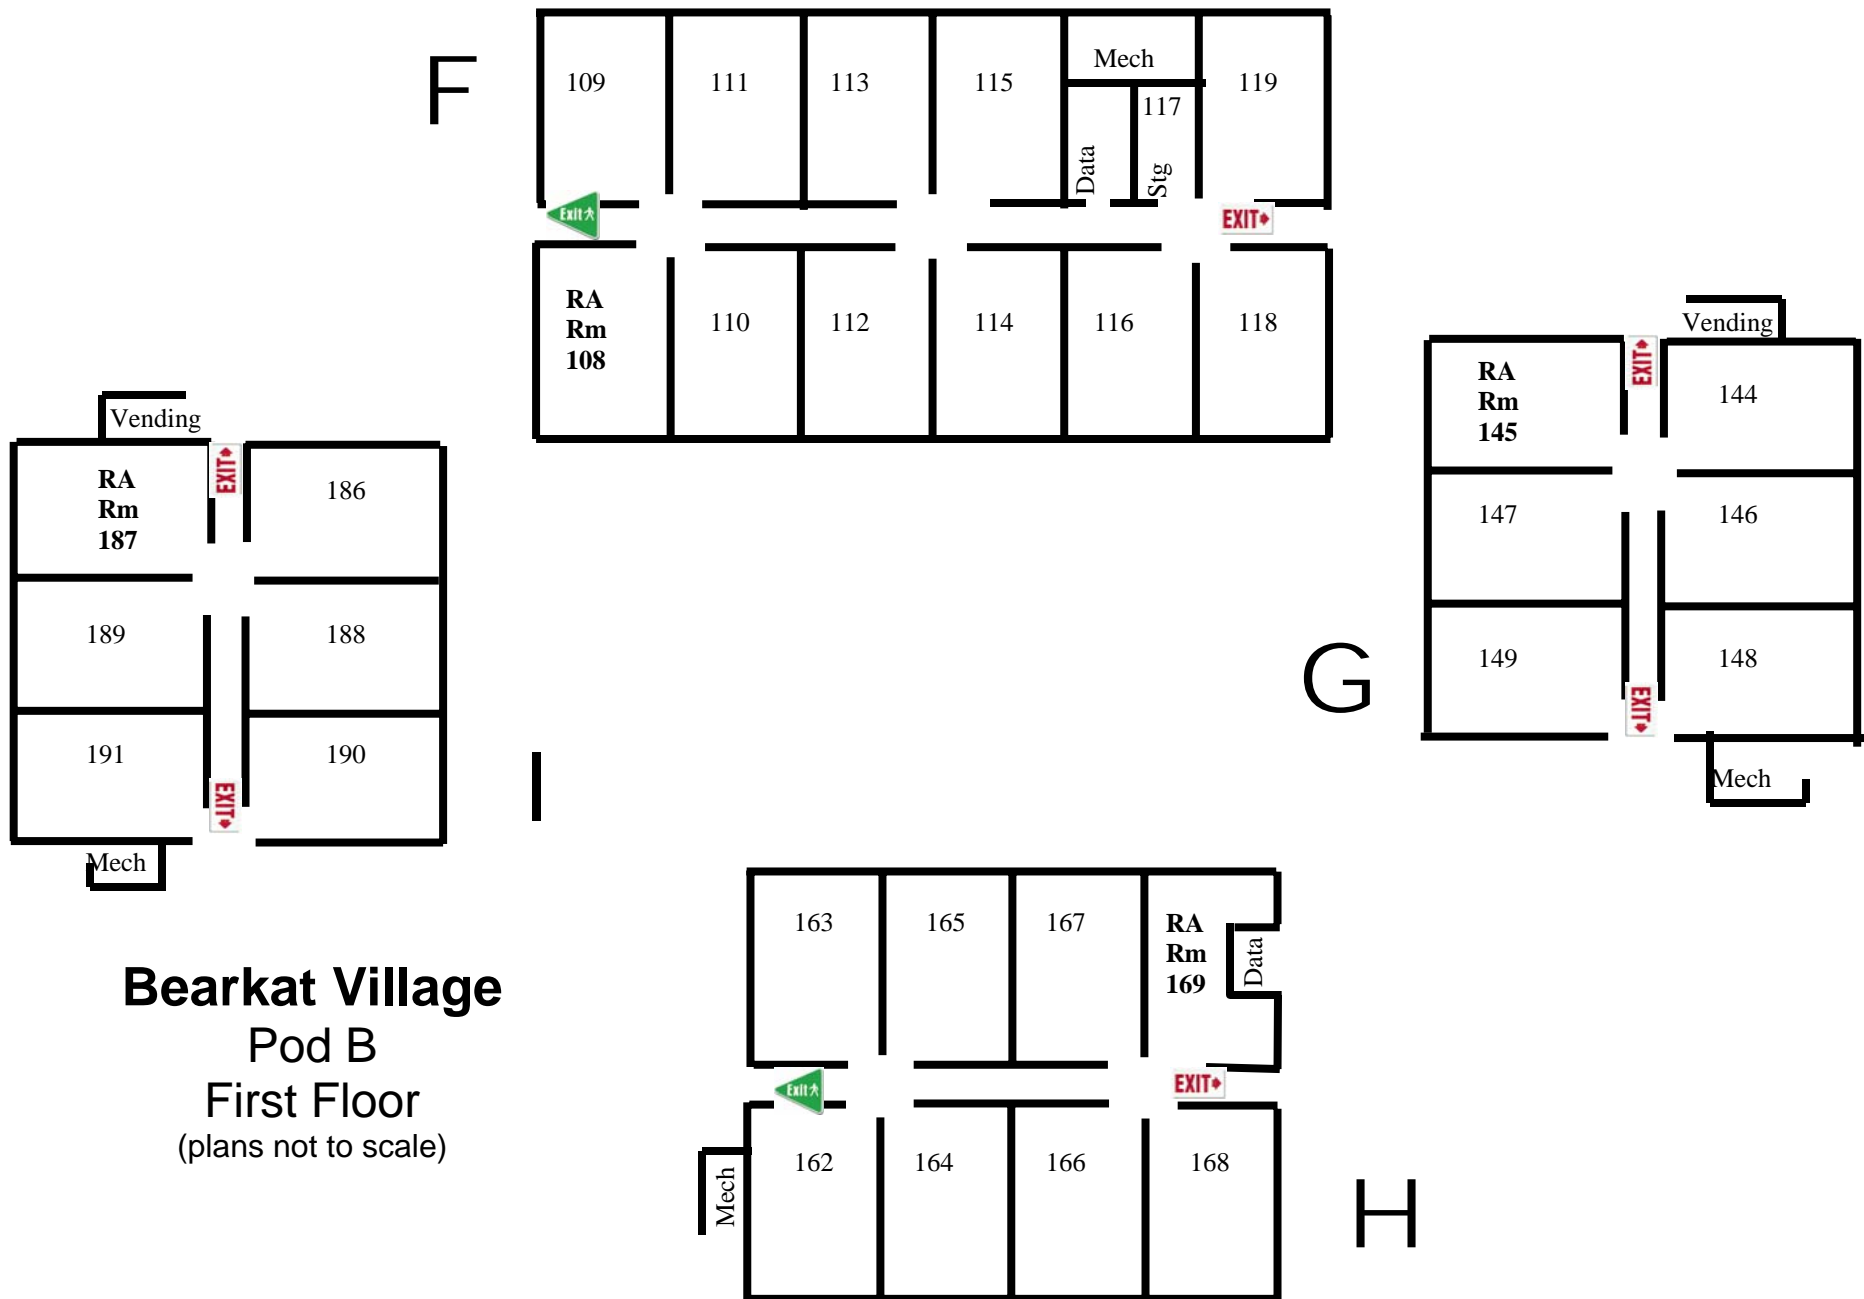 F
109
111
113
115
Mech
117
Data
Stg
119
Exit
EXIT
RA
Rm
108
110
112
114
116
118
Vending
EXIT
RA
Rm
187
186
189
188
191
190
EXIT
Mech
I
Vending
EXIT
RA
Rm
145
144
147
146
149
148
EXIT
Mech
G
163
165
167
RA
Rm
169
Data
Exit
EXIT
Mech
162
164
166
168
H
Bearkat Village
Pod B
First Floor
(plans not to scale)